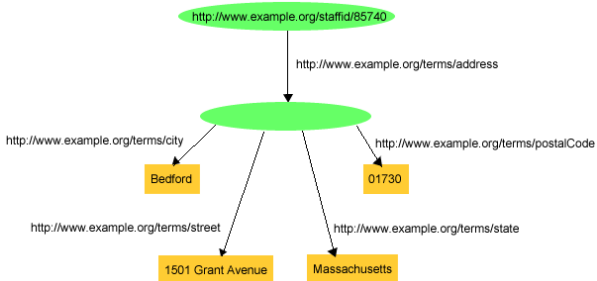 http://www.example.org/staffid/85740
http://www.example.org/terms/address
http://www.example.org/terms/city
http://www.example.org/terms/postalCode
Bedford
01730
http://www.example.org/terms/street
http://www.example.org/terms/state
1501 Grant Avenue
Massachusetts